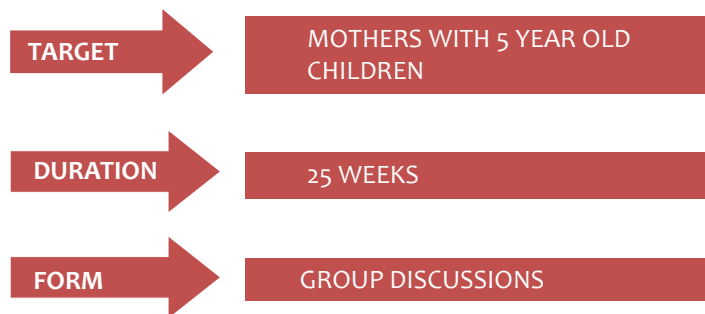 TARGET
MOTHERS WITH 5 YEAR OLD
CHILDREN
DURATION
25 WEEKS
FORM
GROUP DISCUSSIONS